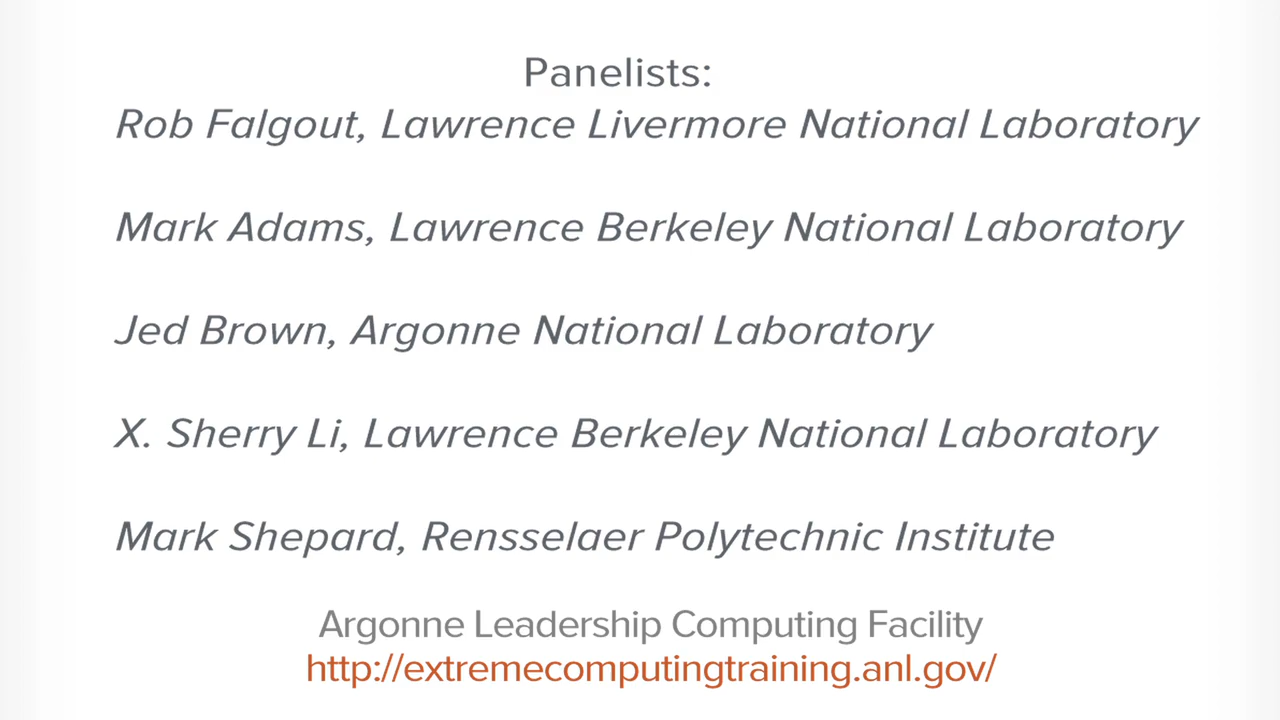 Panelists:
Rob Falgout, Lawrence Livermore National Laboratory
Mark Adams, Lawrence Berkeley National Laboratory
Jed Brown, Argonne National Laboratory
X. Sherry Li, Lawrence Berkeley National Laboratory
Mark Shepard, Rensselaer Polytechnic Institute
Argonne Leadership Computing Facility
http://extremecomputingtraining.anl.gov/